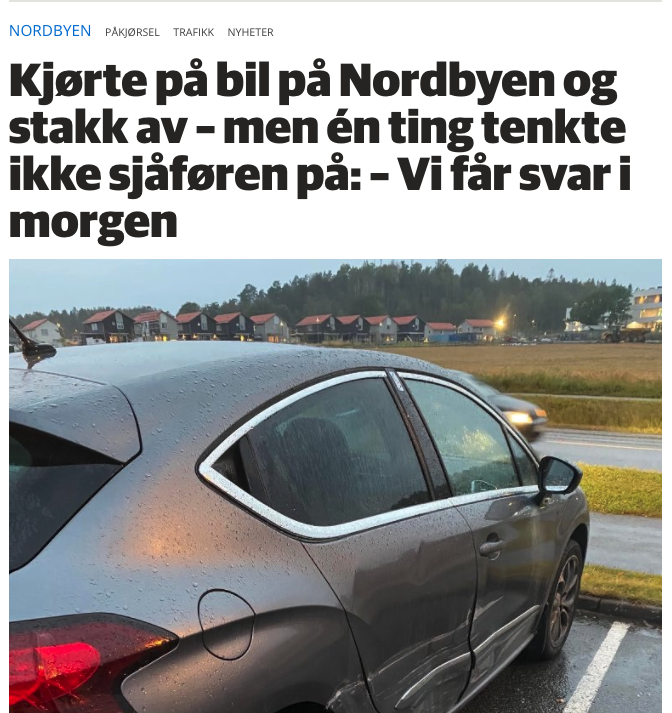 NORDBYEN PÅKJØRSEL TRAFIKK NYHETER
Kjørte på bil på Nordbyen og
stakk av – men én ting tenkte
ikke sjåføren på: – Vi får svar i
morgen